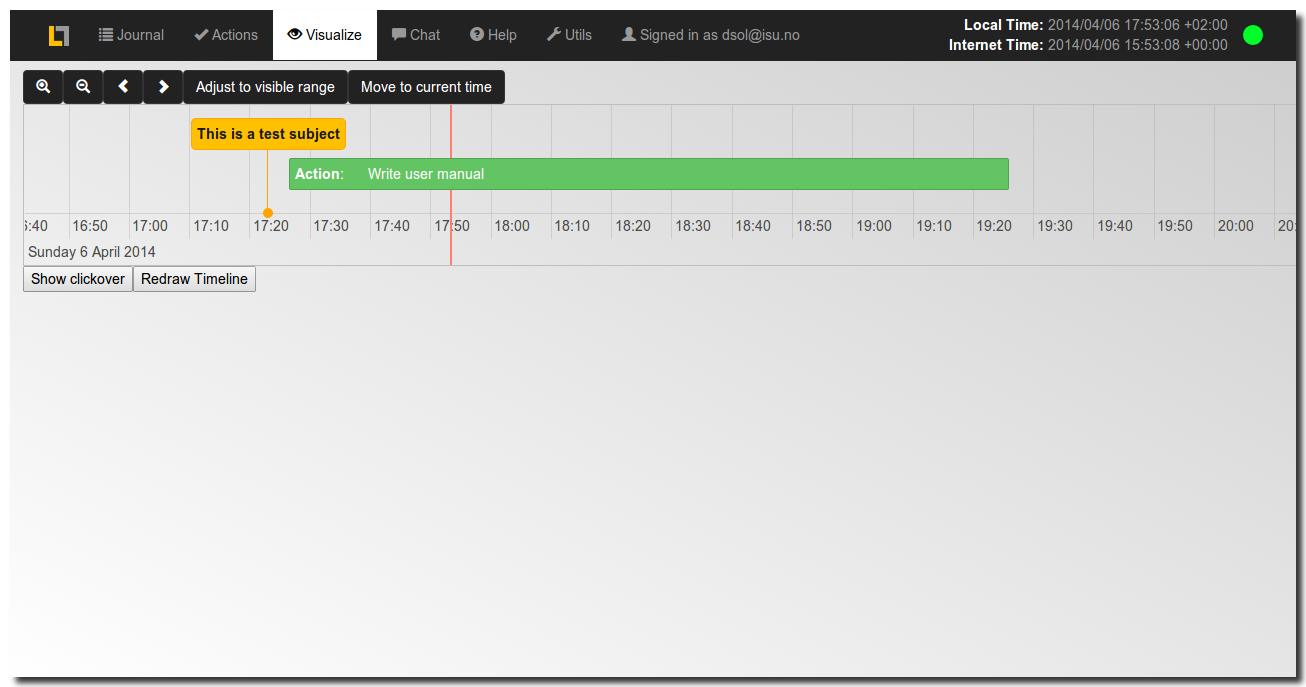 Journal Actions Visualize Chat Help Utils Signed in as dsol@isu.no
Local Time: 2014/04/06 17:53:06 +02:00
Internet Time: 2014/04/06 15:53:08 +00:00
Adjust to visible range Move to current time
This is a test subject
Action: Write user manual
:40 16:50 17:00 17:10 17:20 17:30 17:40 17:50 18:00 18:10 18:20 18:30 18:40 18:50 19:00 19:10 19:20 19:30 19:40 19:50 20:00 20:
Sunday 6 April 2014
Show clickover Redraw Timeline